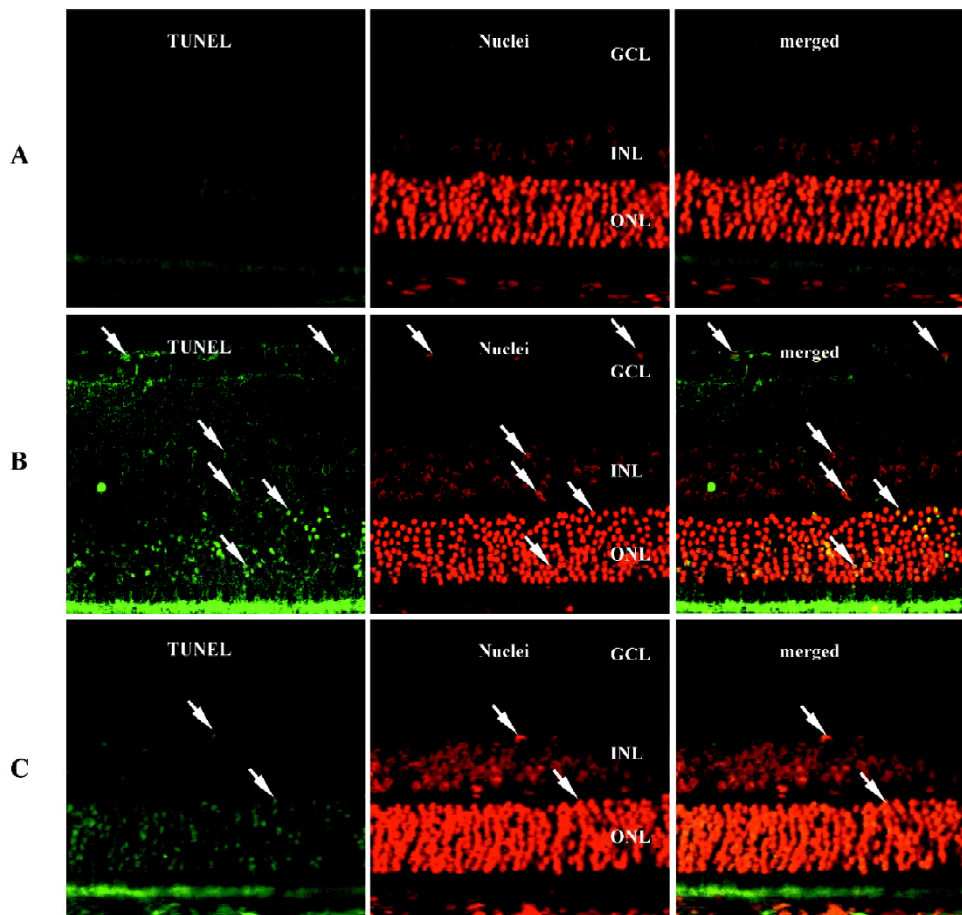 TUNEL Nuclei GCL merged
A
INL
ONL
TUNEL Nuclei merged
GCL
B
INL
ONL
TUNEL Nuclei GCL merged
C
INL
ONL